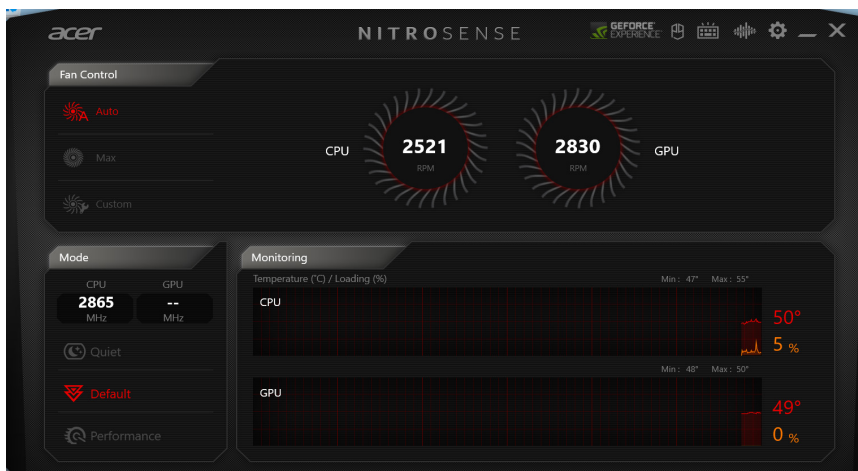 acer
NITROSENSE
GEFORCE
EXPERIENCE
Fan Control
Auto
Max
Custom
CPU
2521
RPM
2830
RPM
GPU
Mode
CPU
GPU
2865
MHz
--
MHz
Quiet
Default
Performance
Monitoring
Temperature (°C) / Loading (%)
Min : 47° Max : 55°
CPU
50°
5 %
Min : 48° Max : 50°
GPU
49°
0 %